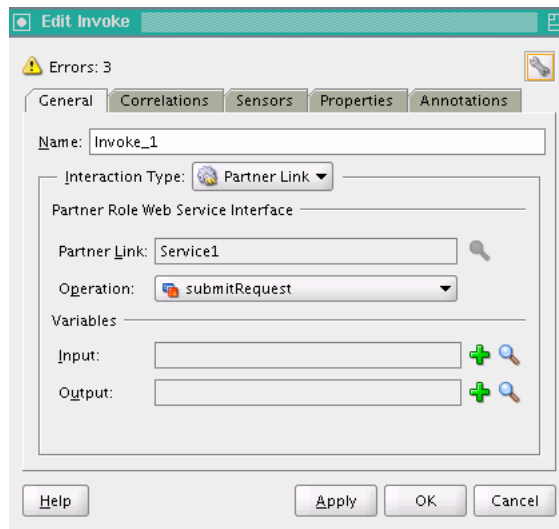 Edit Invoke
Errors: 3
General Correlations Sensors Properties Annotations
Name: Invoke_1
Interaction Type: Partner Link
Partner Role Web Service Interface
Partner Link: Service1
Operation: submitRequest
Variables
Input:
Output:
Help Apply OK Cancel